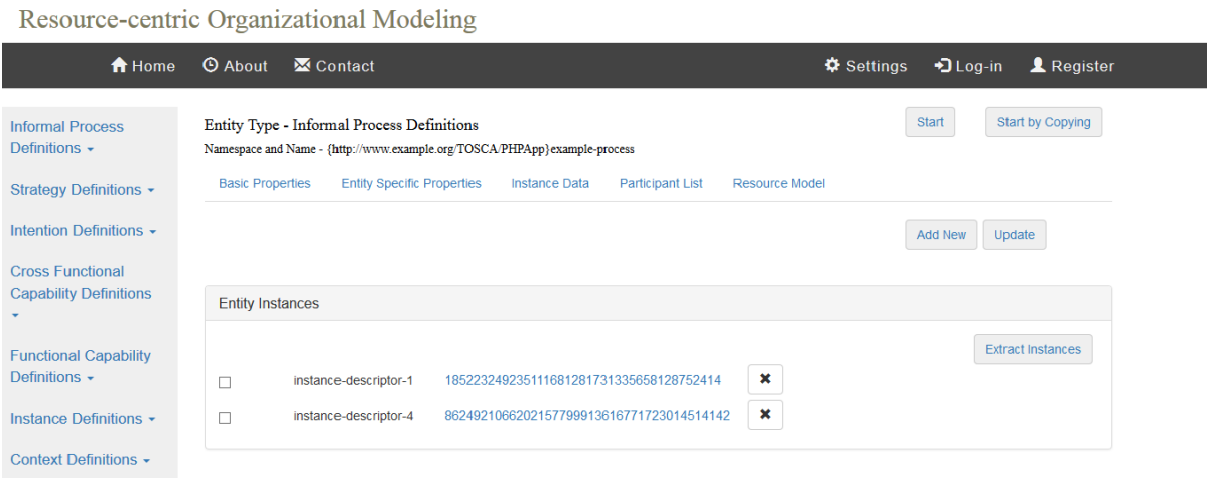 Resource-centric Organizational Modeling
Home About Contact Settings Log-in Register
Informal Process
Definitions
Strategy Definitions
Intention Definitions
Cross Functional
Capability Definitions
Functional Capability
Definitions
Instance Definitions
Context Definitions
Entity Type - Informal Process Definitions
Start Start by Copying
Namespace and Name - {http://www.example.org/TOSCA/PHPApp}example-process
Basic Properties Entity Specific Properties Instance Data Participant List Resource Model
Add New Update
Entity Instances
Extract Instances
instance-descriptor-1 18522324923511168128173133565812875​2414
instance-descriptor-4 8624921066202157799913616771723014514142